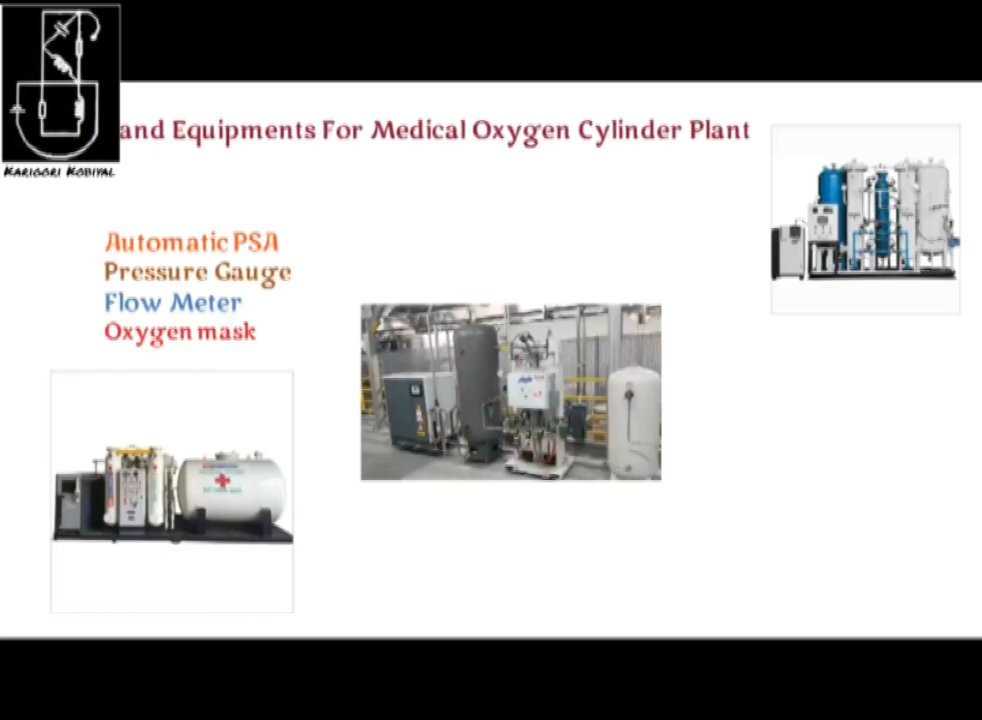 and Equipments For Medical Oxygen Cylinder Plant
KARIGORI KOBIYAL
Automatic PSA
Pressure Gauge
Flow Meter
Oxygen mask